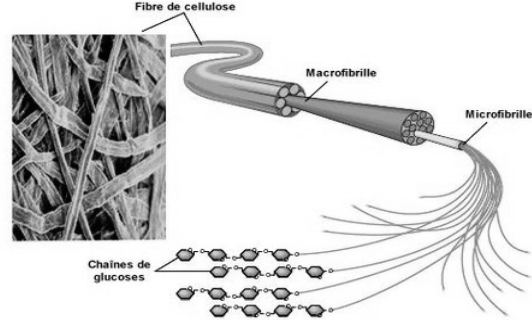 Fibre de cellulose
Macrofibrille
Microfibrille
Chaînes de
glucoses